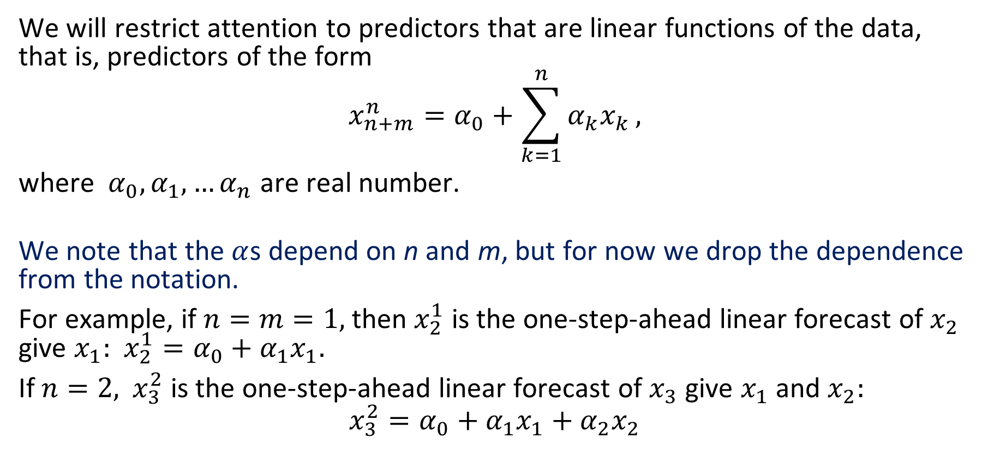 We will restrict attention to predictors that are linear functions of the data,
that is, predictors of the form
$x_{n+m}^{n} = \alpha_0 + \sum_{k=1}^{n} \alpha_k x_k ,$
where $\alpha_0, \alpha_1, \ldots \alpha_n$ are real number.
We note that the $\alpha$s depend on n and m, but for now we drop the dependence
from the notation.
For example, if $n = m = 1$, then $x_2^1$ is the one-step-ahead linear forecast of $x_2$
give $x_1$: $x_2^1 = \alpha_0 + \alpha_1 x_1$.
If $n = 2$, $x_3^2$ is the one-step-ahead linear forecast of $x_3$ give $x_1$ and $x_2$:
$x_3^2 = \alpha_0 + \alpha_1 x_1 + \alpha_2 x_2$